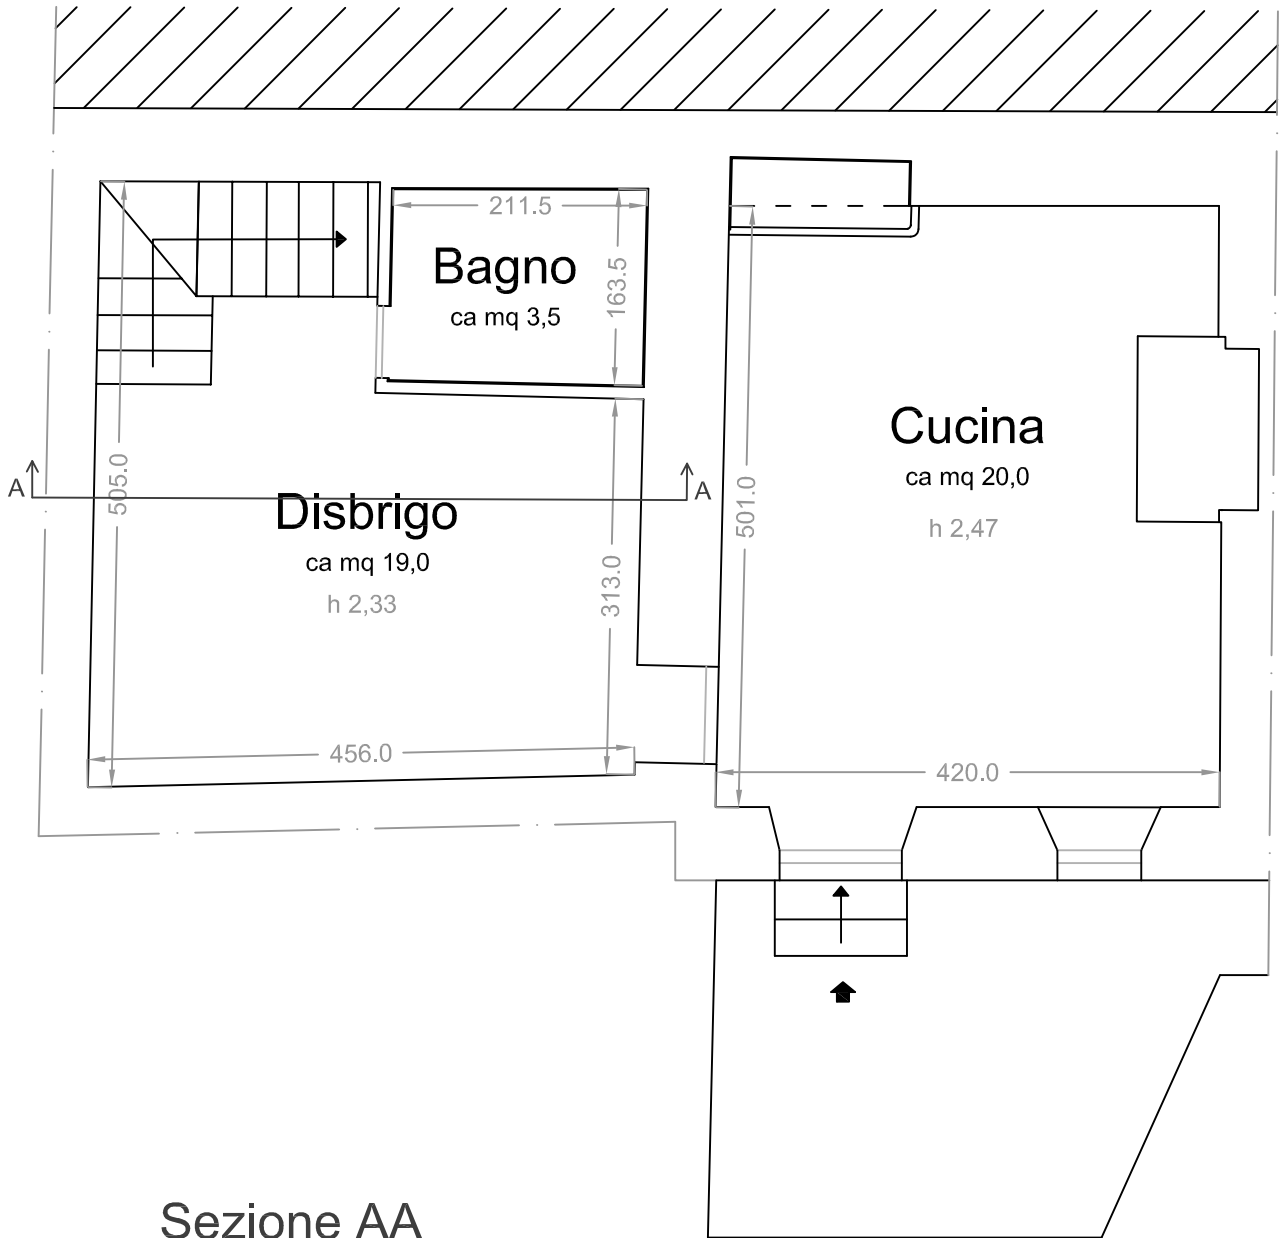 211.5
Bagno
ca mq 3,5
163.5
Cucina
ca mq 20,0
h 2,47
A
A
505.0
501.0
Disbrigo
ca mq 19,0
h 2,33
313.0
456.0
420.0
Sezione AA